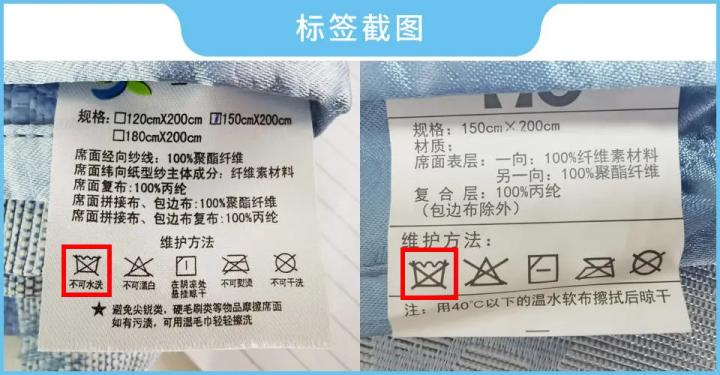 标签截图
规格：□120cmX200cm ☑150cmX200cm
□180cmX200cm
席面经向纱线：100%聚酯纤维
席面纬向纸型纱主体成分：纤维素材料
席面复布：100%丙纶
席面拼接布、包边布：100%聚酯纤维
席面拼接布、包边布复布：100%丙纶
维护方法
不可水洗 不可漂白 在阴凉处悬挂晾干 不可熨烫 不可干洗
★ 避免尖锐类，硬毛刷类等物品摩擦席面
如有污渍，可用湿毛巾轻轻擦洗
规格：150cm×200cm
材质：
席面表层：一向：100%纤维素材料
另一向：100%聚酯纤维
复合层：100%丙纶
（包边布除外）
维护方法：
注：用40℃以下的温水软布擦拭后晾干